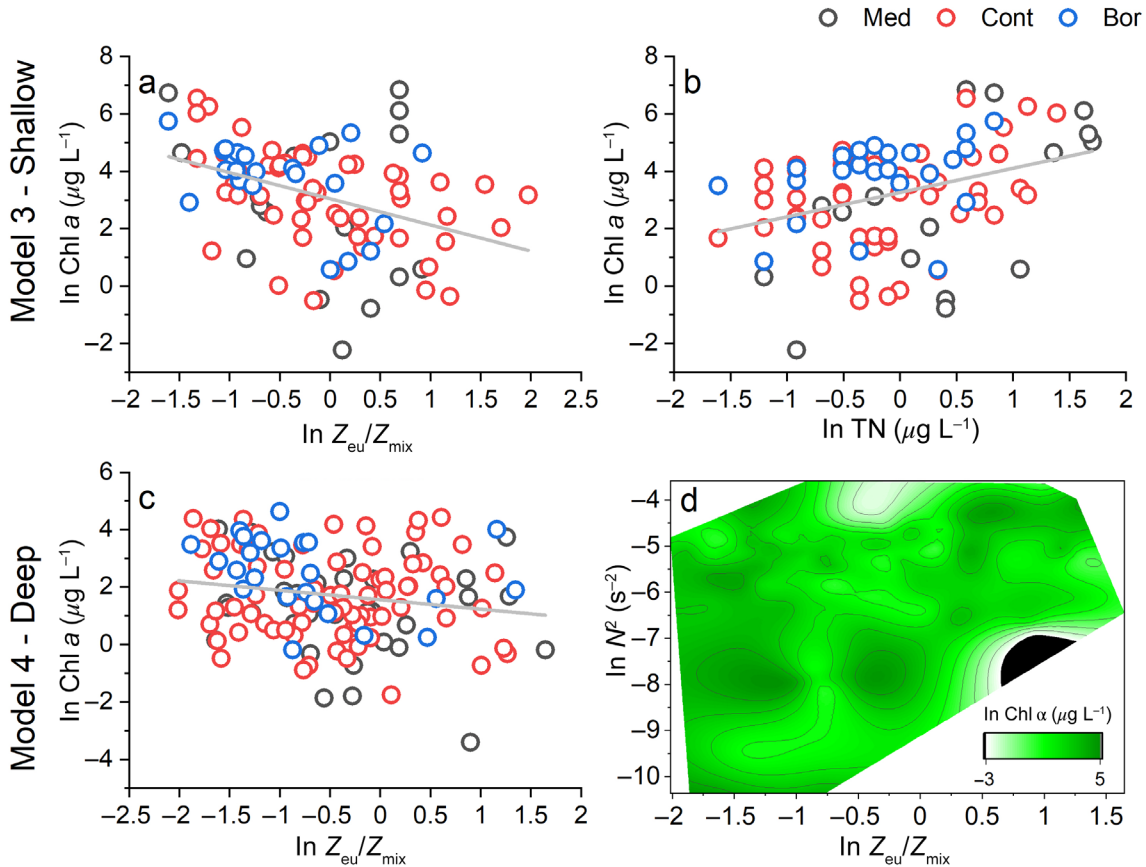 Med Cont Bor
Model 3 - Shallow
a
ln Chl a (µg L⁻¹)
8
6
4
2
0
−2
−2 −1.5 −1 −0.5 0 0.5 1 1.5 2 2.5
ln Zeu/Zmix
b
ln Chl a (µg L⁻¹)
8
6
4
2
0
−2
−2 −1.5 −1 −0.5 0 0.5 1 1.5 2
ln TN (µg L⁻¹)
Model 4 - Deep
c
ln Chl a (µg L⁻¹)
6
4
2
0
−2
−4
−2.5 −2 −1.5 −1 −0.5 0 0.5 1 1.5 2
ln Zeu/Zmix
d
ln N² (s⁻²)
−4
−5
−6
−7
−8
−9
−10
ln Chl α (µg L⁻¹)
−3 5
−2 −1.5 −1 −0.5 0 0.5 1 1.5
ln Zeu/Zmix